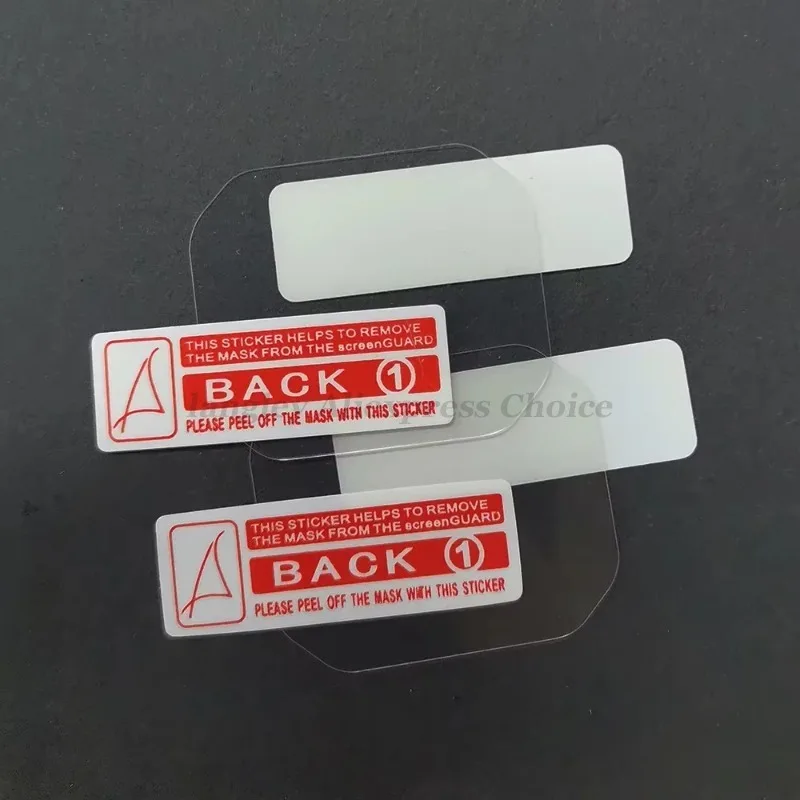 THIS STICKER HELPS TO REMOVE
THE MASK FROM THE screenGUARD
BACK ①
PLEASE PEEL OFF THE MASK WITH THIS STICKER
langley Aliexpress Choice
THIS STICKER HELPS TO REMOVE
THE MASK FROM THE screenGUARD
BACK ①
PLEASE PEEL OFF THE MASK WITH THIS STICKER